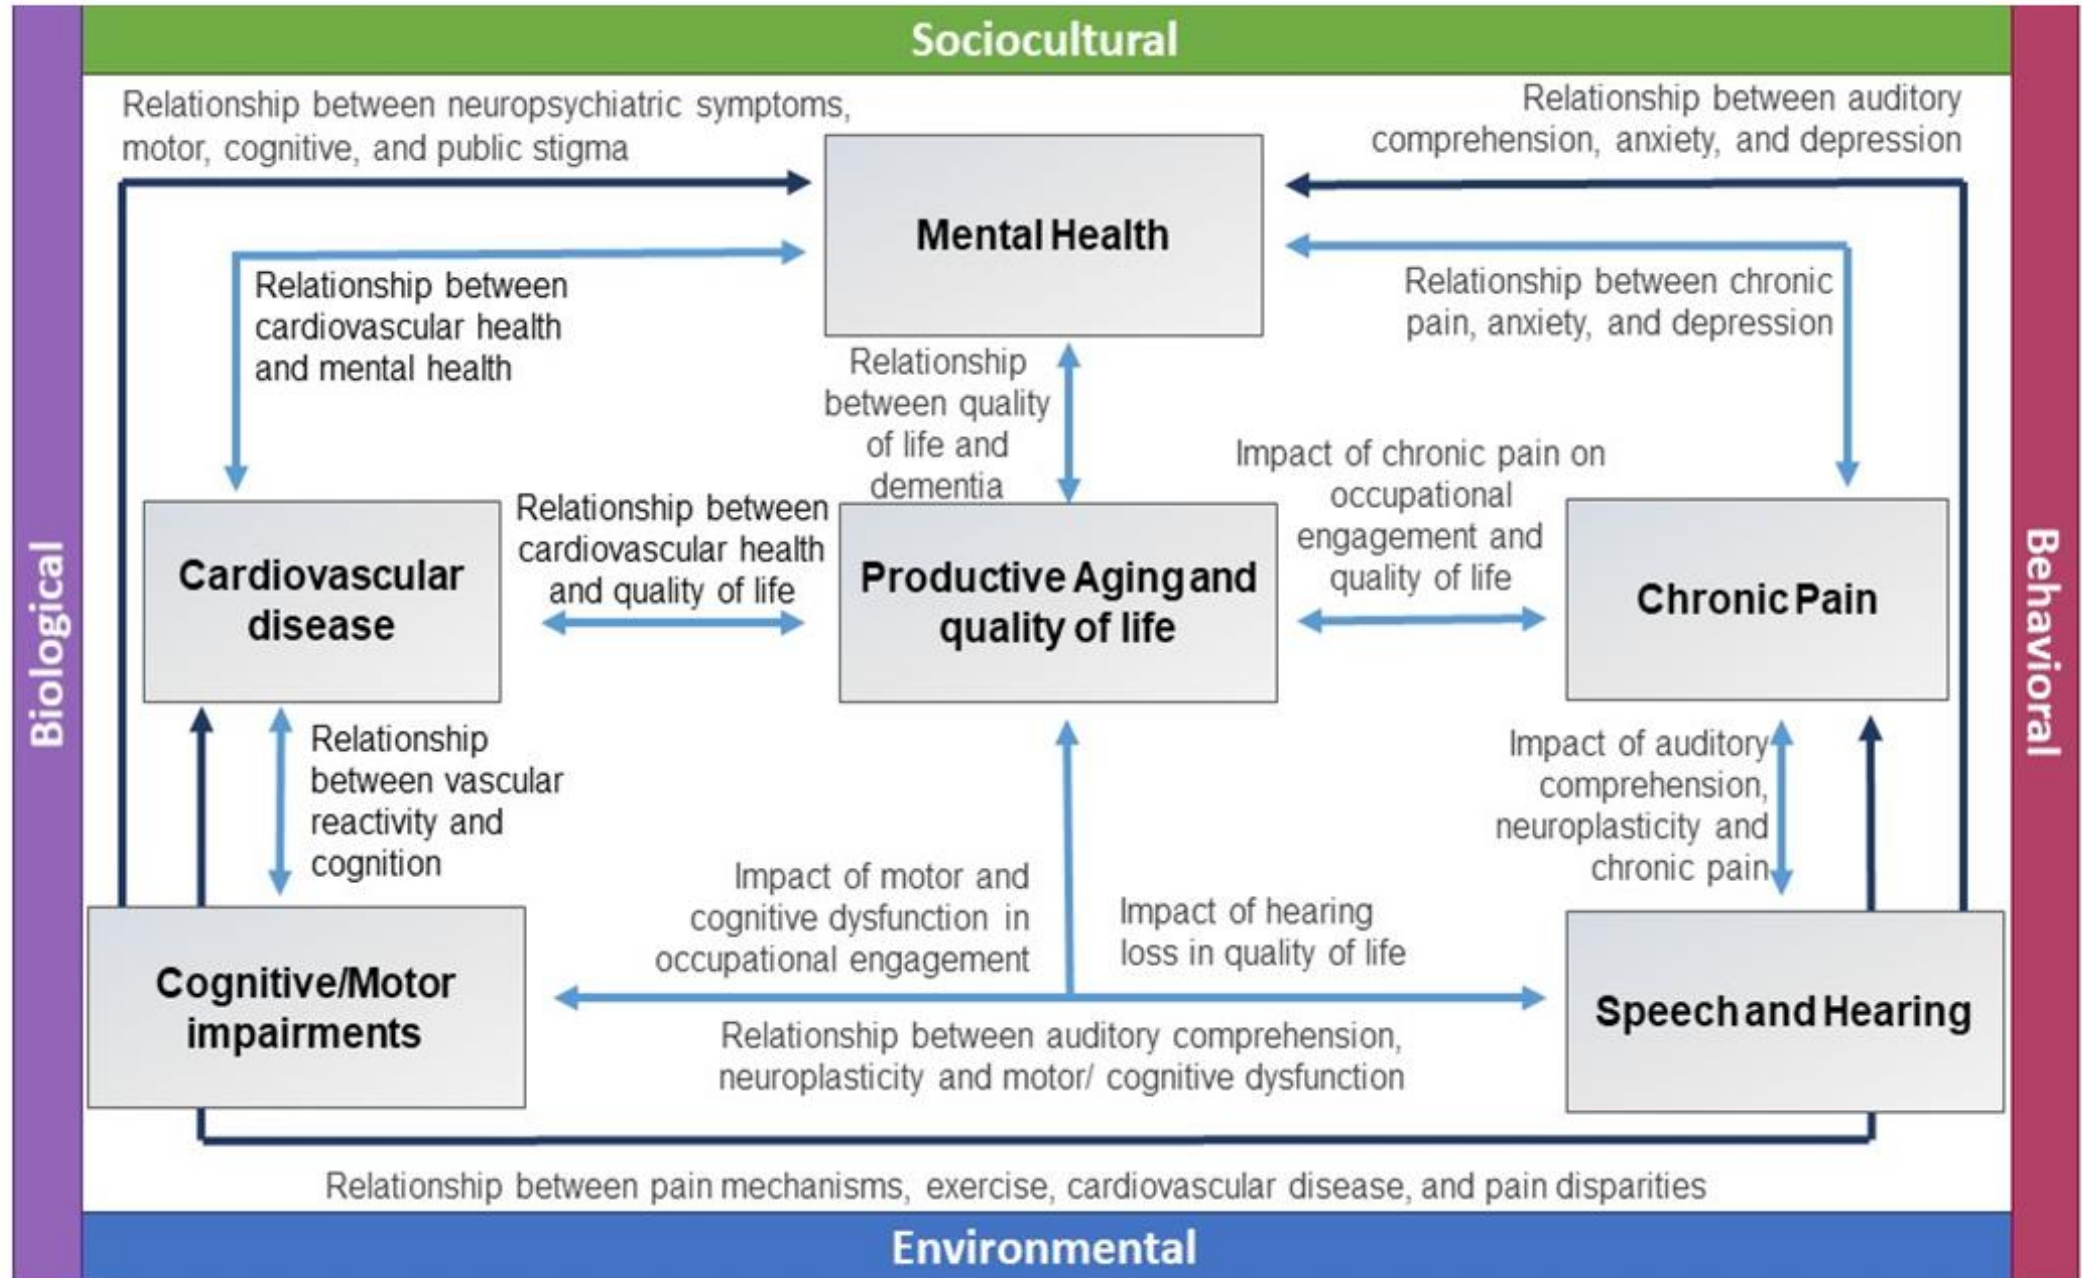 Sociocultural
Relationship between neuropsychiatric symptoms,
motor, cognitive, and public stigma
Relationship between auditory
comprehension, anxiety, and depression
Mental Health
Relationship between
cardiovascular health
and mental health
Relationship between chronic
pain, anxiety, and depression
Relationship
between quality
of life and
dementia
Biological
Cardiovascular
disease
Relationship between
cardiovascular health
and quality of life
Productive Aging and
quality of life
Impact of chronic pain on
occupational
engagement and
quality of life
Chronic Pain
Behavioral
Relationship
between vascular
reactivity and
cognition
Impact of auditory
comprehension,
neuroplasticity and
chronic pain
Impact of motor and
cognitive dysfunction in
occupational engagement
Impact of hearing
loss in quality of life
Cognitive/Motor
impairments
Relationship between auditory comprehension,
neuroplasticity and motor/ cognitive dysfunction
Speech and Hearing
Relationship between pain mechanisms, exercise, cardiovascular disease, and pain disparities
Environmental